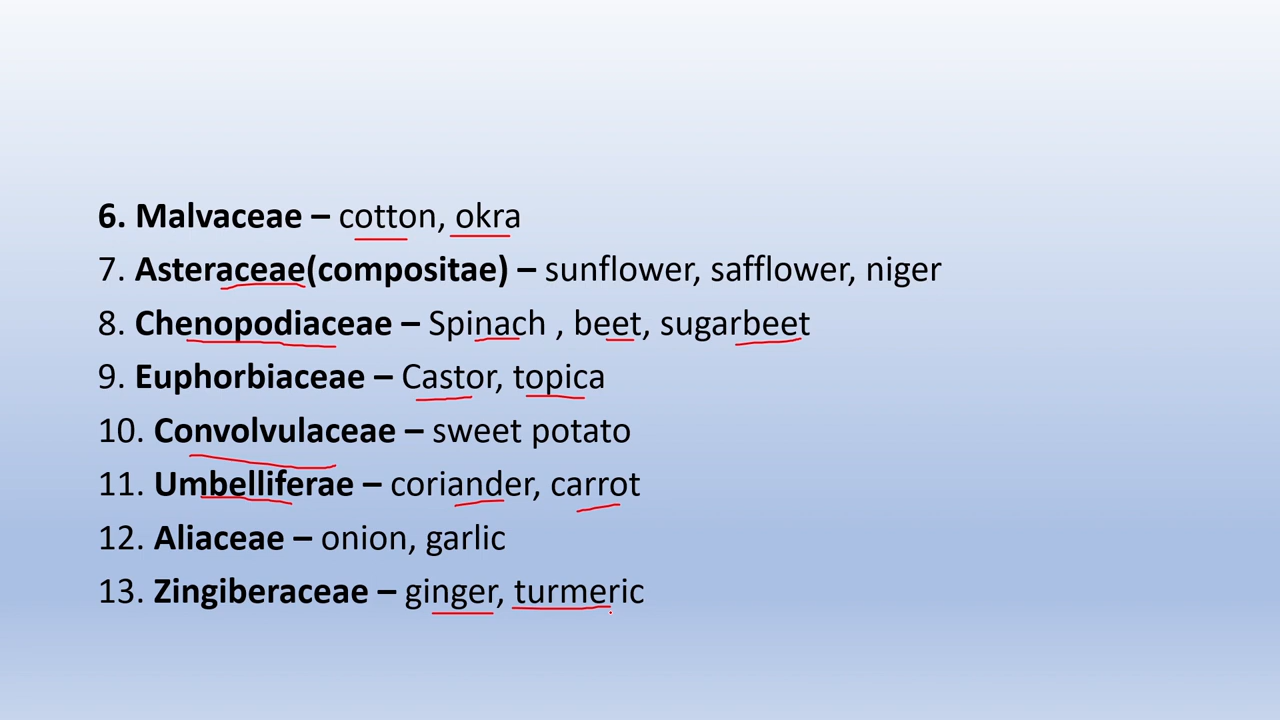 6. Malvaceae – cotton, okra
7. Asteraceae(compositae) – sunflower, safflower, niger
8. Chenopodiaceae – Spinach , beet, sugarbeet
9. Euphorbiaceae – Castor, topica
10. Convolvulaceae – sweet potato
11. Umbelliferae – coriander, carrot
12. Aliaceae – onion, garlic
13. Zingiberaceae – ginger, turmeric